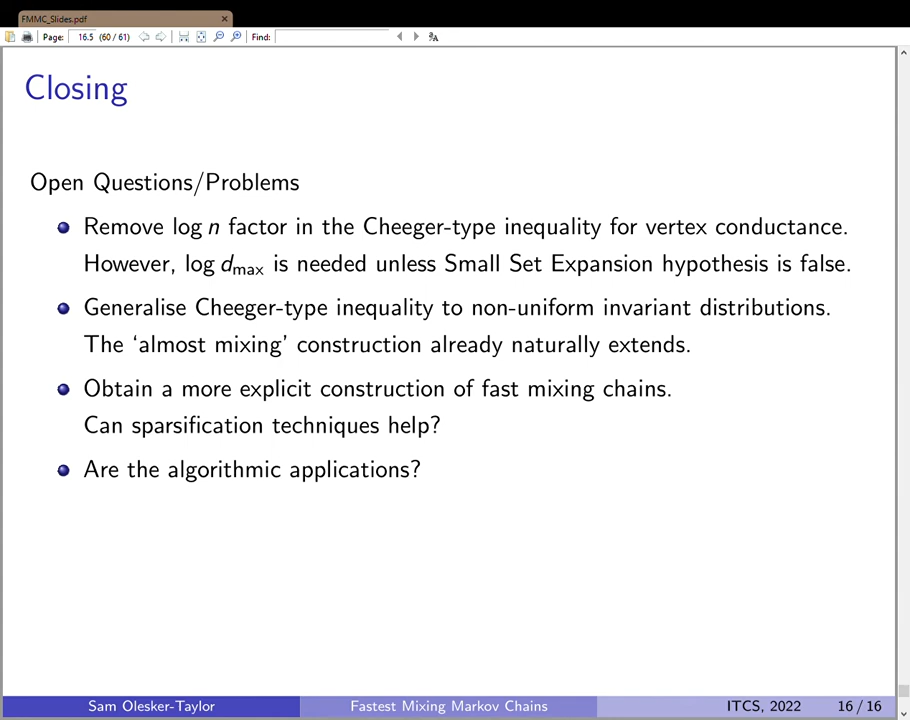 FMMC_Slides.pdf
Page: 16.5 (60 / 61) Find:
Closing
Open Questions/Problems
Remove log n factor in the Cheeger-type inequality for vertex conductance.
However, log d_max is needed unless Small Set Expansion hypothesis is false.
Generalise Cheeger-type inequality to non-uniform invariant distributions.
The ‘almost mixing’ construction already naturally extends.
Obtain a more explicit construction of fast mixing chains.
Can sparsification techniques help?
Are the algorithmic applications?
Sam Olesker-Taylor Fastest Mixing Markov Chains ITCS, 2022 16 / 16